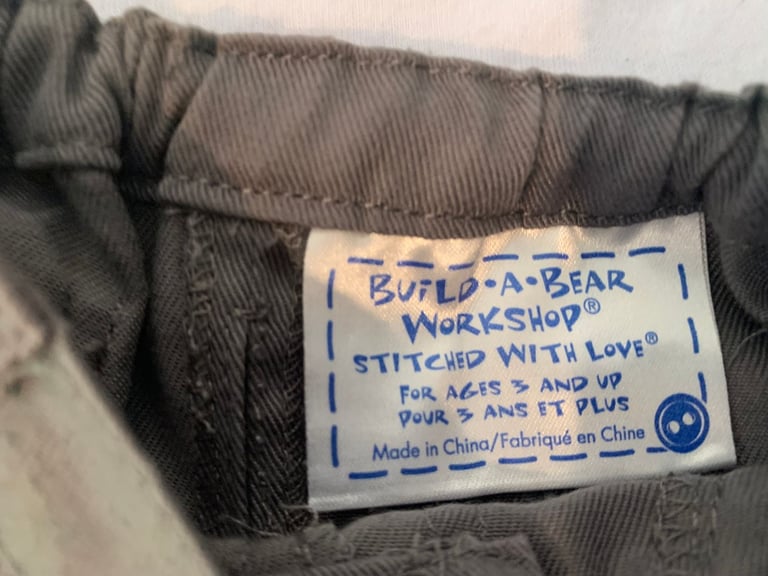 BUiLD•A•BEAR
WORKSHOP®
STITCHED WITH LOVE®
FOR AGES 3 AND UP
POUR 3 ANS ET PLUS
Made in China/Fabriqué en Chine